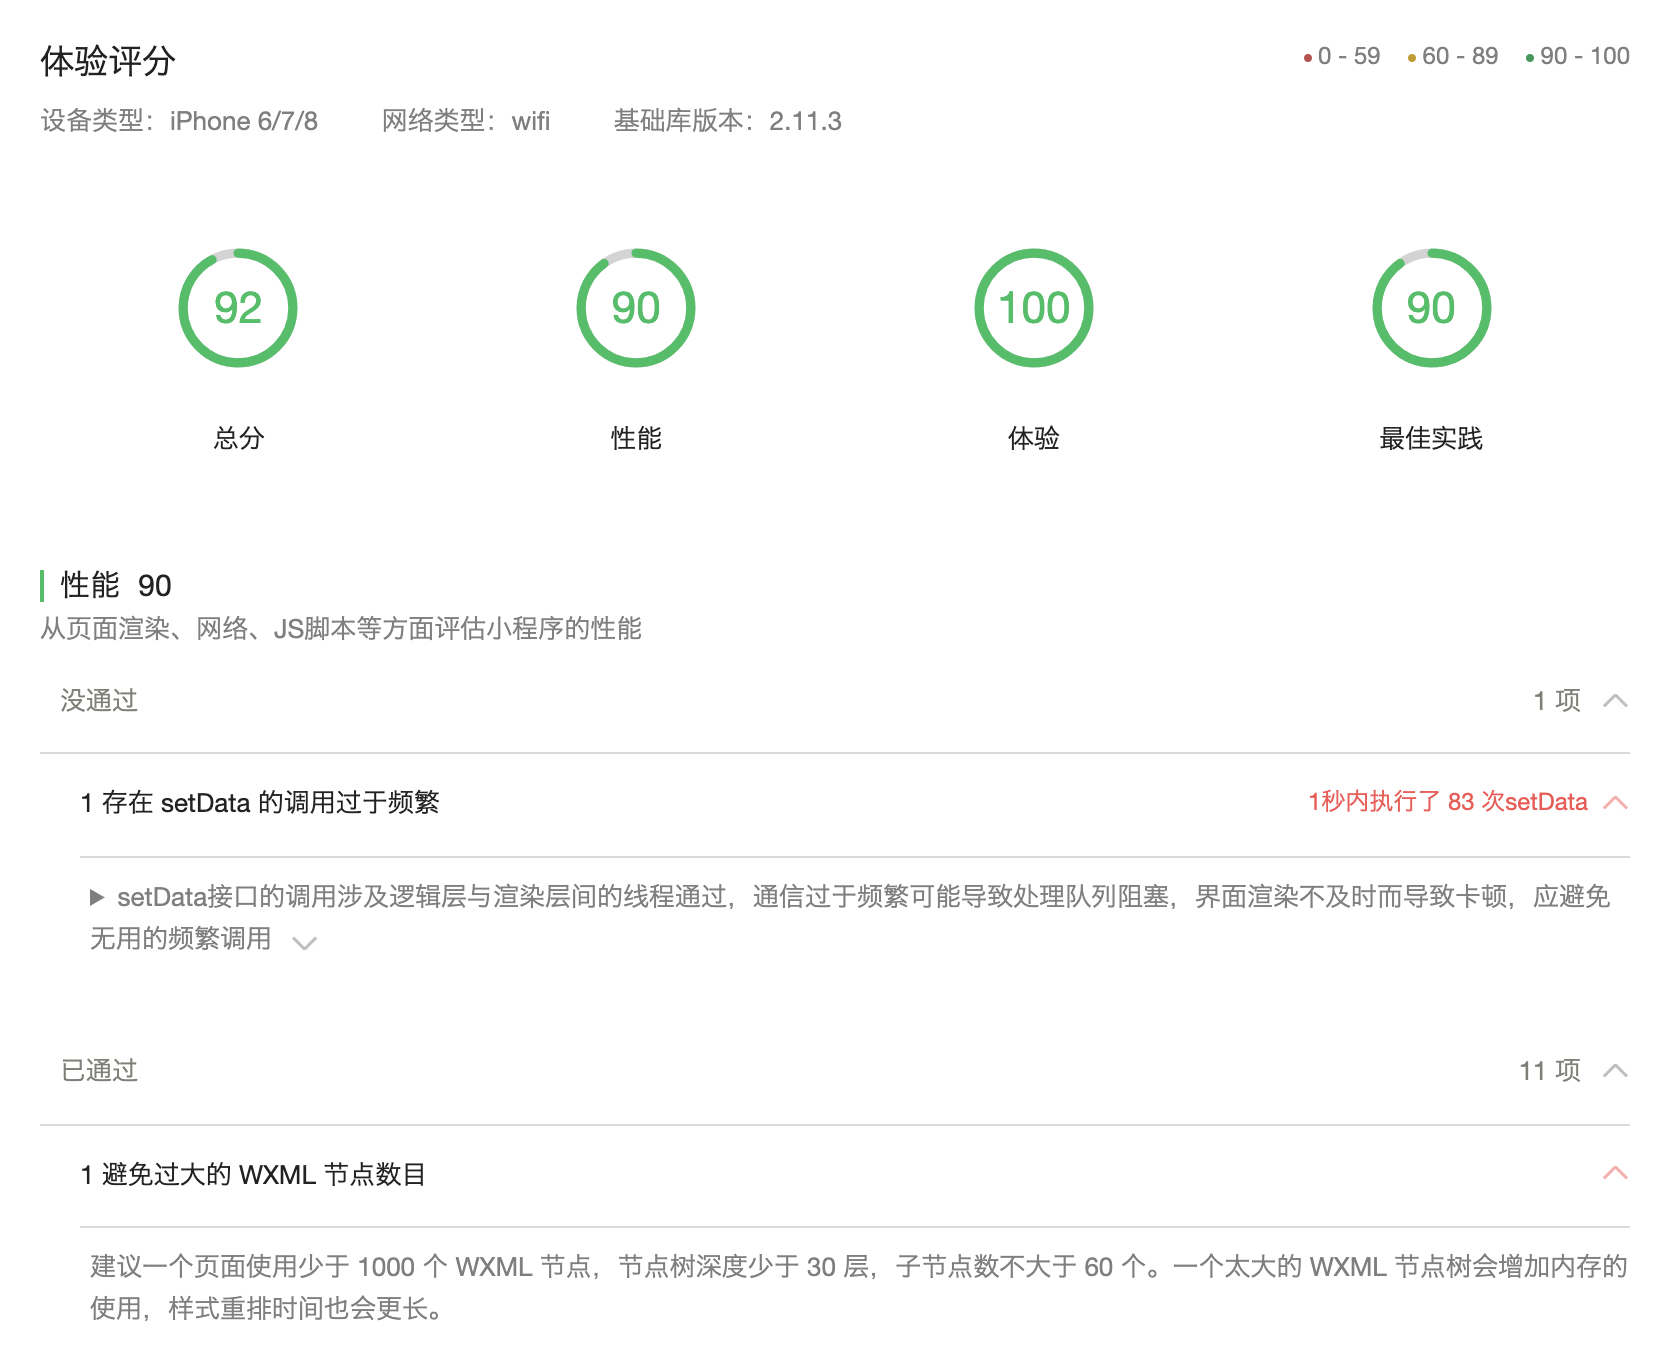 体验评分
0 - 59 60 - 89 90 - 100
设备类型：iPhone 6/7/8 网络类型：wifi 基础库版本：2.11.3
92 90 100 90
总分 性能 体验 最佳实践
性能 90
从页面渲染、网络、JS脚本等方面评估小程序的性能
没通过 1 项
1 存在 setData 的调用过于频繁 1秒内执行了 83 次setData
setData接口的调用涉及逻辑层与渲染层间的线程通过，通信过于频繁可能导致处理队列阻塞，界面渲染不及时而导致卡顿，应避免
无用的频繁调用
已通过 11 项
1 避免过大的 WXML 节点数目
建议一个页面使用少于 1000 个 WXML 节点，节点树深度少于 30 层，子节点数不大于 60 个。一个太大的 WXML 节点树会增加内存的
使用，样式重排时间也会更长。